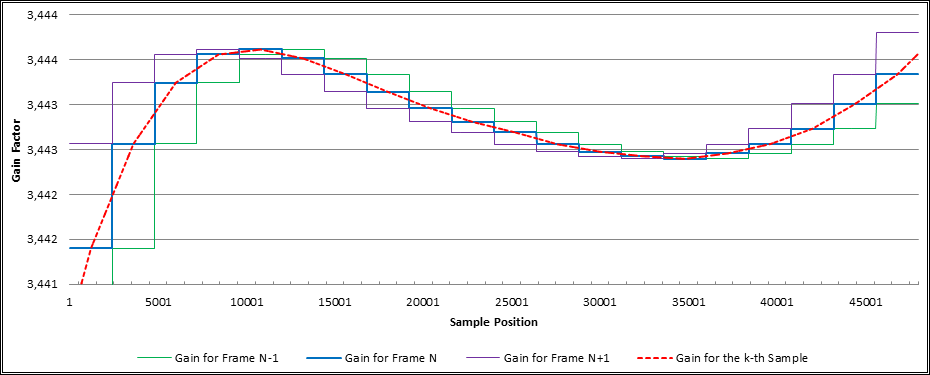 3,444
3,444
3,443
3,443
3,442
3,442
3,441
Gain Factor
1 5001 10001 15001 20001 25001 30001 35001 40001 45001
Sample Position
Gain for Frame N-1 Gain for Frame N Gain for Frame N+1 Gain for the k-th Sample